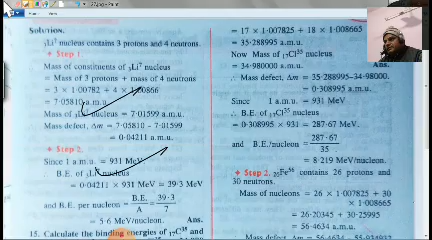 27.pdf
Solution.
₃Li⁷ nucleus contains 3 protons and 4 neutrons.
Step 1
Mass of constituents of ₃Li⁷ nucleus
= Mass of 3 protons + mass of 4 neutrons
= 3 × 1·00782 + 4 × 1·00866
= 7·05810 a.m.u.
Mass of ₃Li⁷ nucleus = 7·01599 a.m.u.
Mass defect, Δm = 7·05810 – 7·01599
= 0·04211 a.m.u.
Step 2
Since 1 a.m.u. = 931 MeV
∴ B.E. of ₃Li nucleus
= 0·04211 × 931 MeV = 39·3 MeV
and B.E. per nucleon = B.E./A = 39·3/7
= 5·6 MeV/nucleon. Ans.
15. Calculate the binding energies of ₁₇Cl³⁵ and
= 17 × 1·007825 + 18 × 1·008665
= 35·288995 a.m.u.
Now Mass of ₁₇Cl³⁵ nucleus
= 34·980000 a.m.u.
∴ Mass defect, Δm = 35·288995 – 34·98000.
= 0·308995 a.m.u.
Since 1 a.m.u. = 931 MeV
∴ B.E. of ₁₇Cl³⁵ nucleus
= 0·308995 × 931 = 287·67 MeV.
and B.E./nucleon = 287·67/35
= 8·219 MeV/nucleon.
Step 2. ₂₆Fe⁵⁶ contains 26 protons and
30 neutrons.
Mass of nucleons = 26 × 1·007825 + 30
× 1·008665
= 26·20345 + 30·25995
= 56·4634 a.m.u.